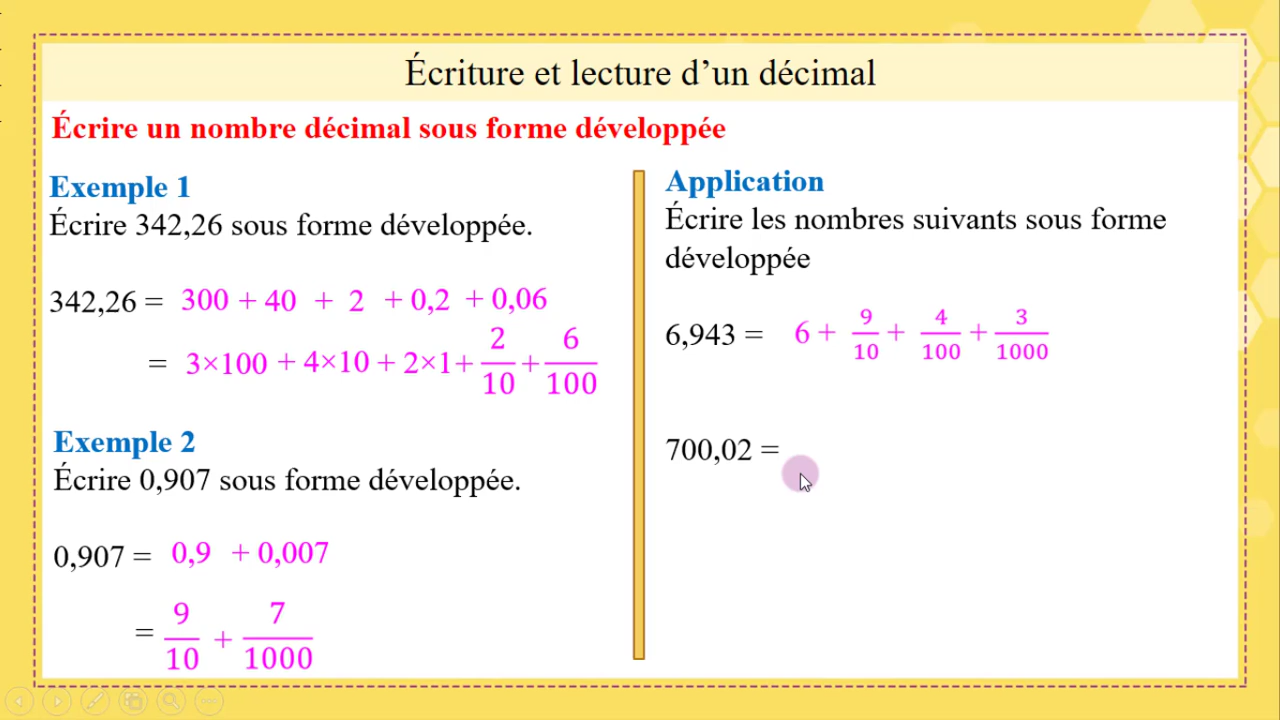 Écriture et lecture d’un décimal
Écrire un nombre décimal sous forme développée
Exemple 1
Écrire 342,26 sous forme développée.
342,26 = 300 + 40 + 2 + 0,2 + 0,06
= 3×100 + 4×10 + 2×1 + 2/10 + 6/100
Exemple 2
Écrire 0,907 sous forme développée.
0,907 = 0,9 + 0,007
= 9/10 + 7/1000
Application
Écrire les nombres suivants sous forme
développée
6,943 = 6 + 9/10 + 4/100 + 3/1000
700,02 =